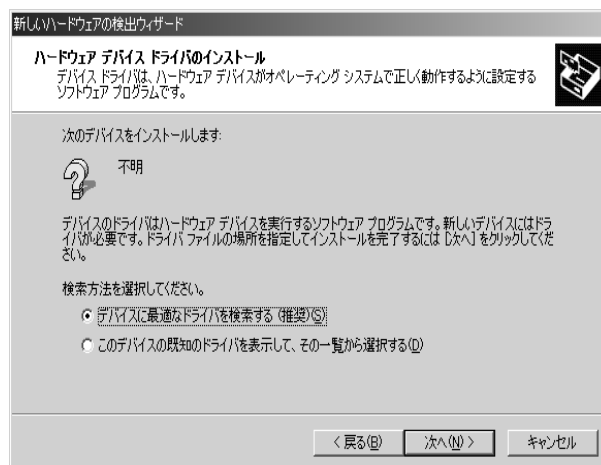 新しいハードウェアの検出ウィザード
ハードウェア デバイス ドライバのインストール
デバイス ドライバは、ハードウェア デバイスがオペレーティング システムで正しく動作するように設定する
ソフトウェア プログラムです。
次のデバイスをインストールします:
不明
デバイスのドライバはハードウェア デバイスを実行するソフトウェア プログラムです。新しいデバイスにはドラ
イバが必要です。ドライバ ファイルの場所を指定してインストールを完了するには [次へ] をクリックしてくだ
さい。
検索方法を選択してください。
デバイスに最適なドライバを検索する (推奨)(S)
このデバイスの既知のドライバを表示して、その一覧から選択する(D)
< 戻る(B)
次へ(N) >
キャンセル